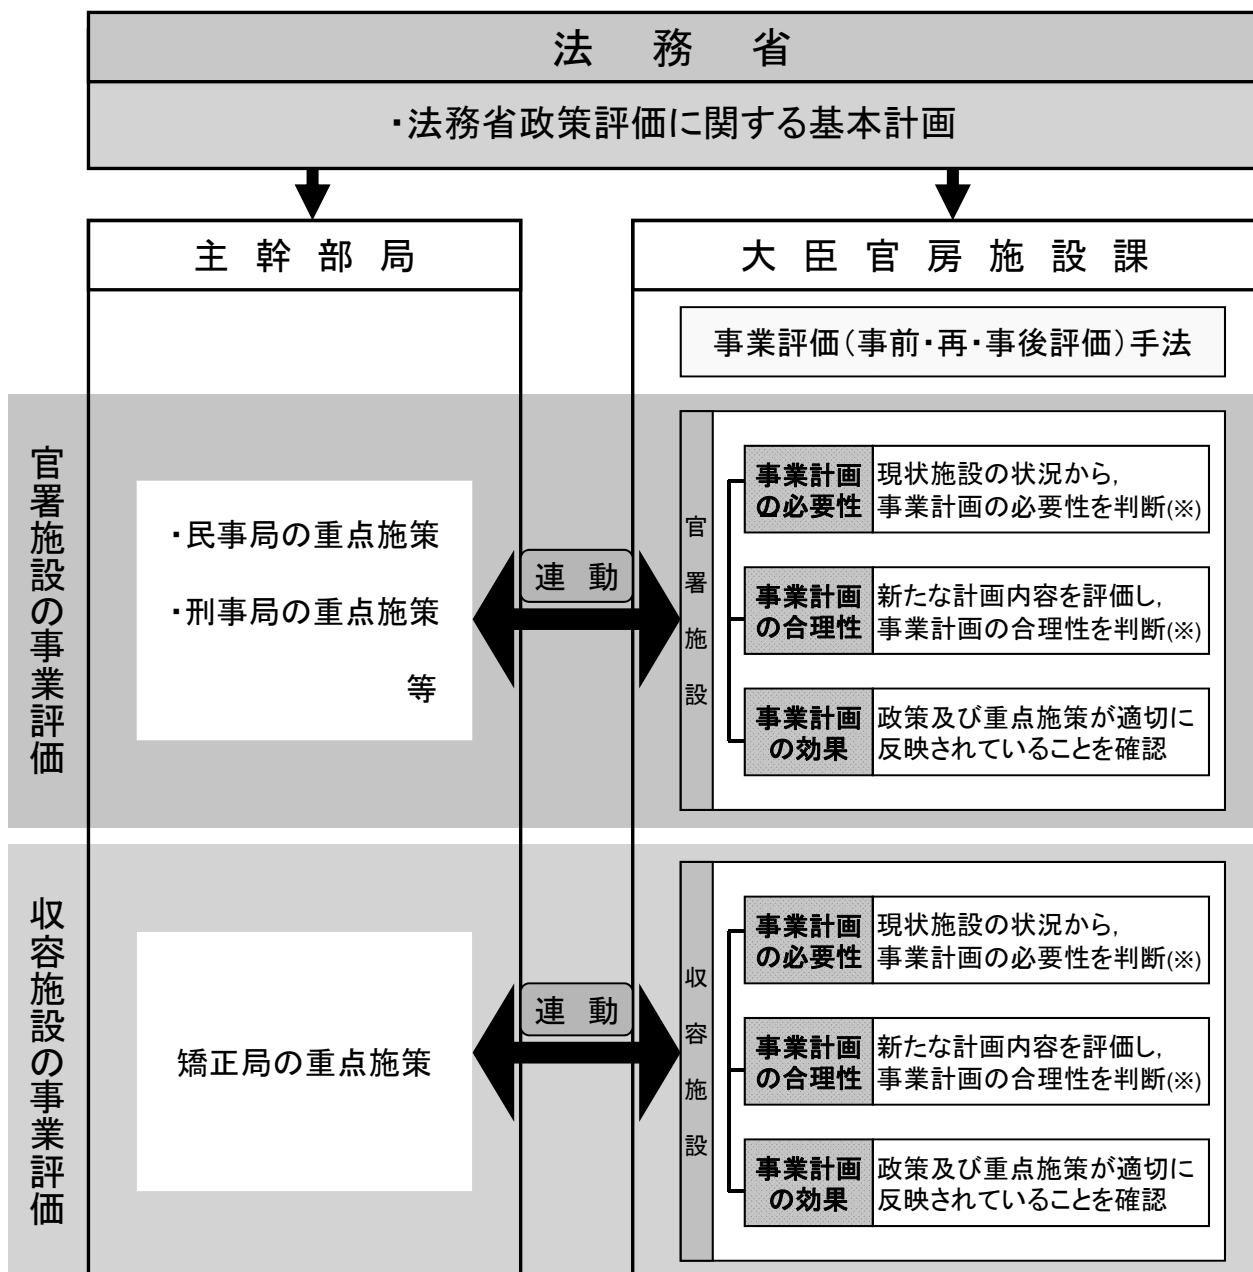 法務省
・法務省政策評価に関する基本計画
主幹部局
大臣官房施設課
事業評価(事前・再・事後評価)手法
官署施設の事業評価
・民事局の重点施策
・刑事局の重点施策
等
連動
官署施設
事業計画
の必要性
現状施設の状況から,
事業計画の必要性を判断(※)
事業計画
の合理性
新たな計画内容を評価し,
事業計画の合理性を判断(※)
事業計画
の効果
政策及び重点施策が適切に
反映されていることを確認
収容施設の事業評価
矯正局の重点施策
連動
収容施設
事業計画
の必要性
現状施設の状況から,
事業計画の必要性を判断(※)
事業計画
の合理性
新たな計画内容を評価し,
事業計画の合理性を判断(※)
事業計画
の効果
政策及び重点施策が適切に
反映されていることを確認